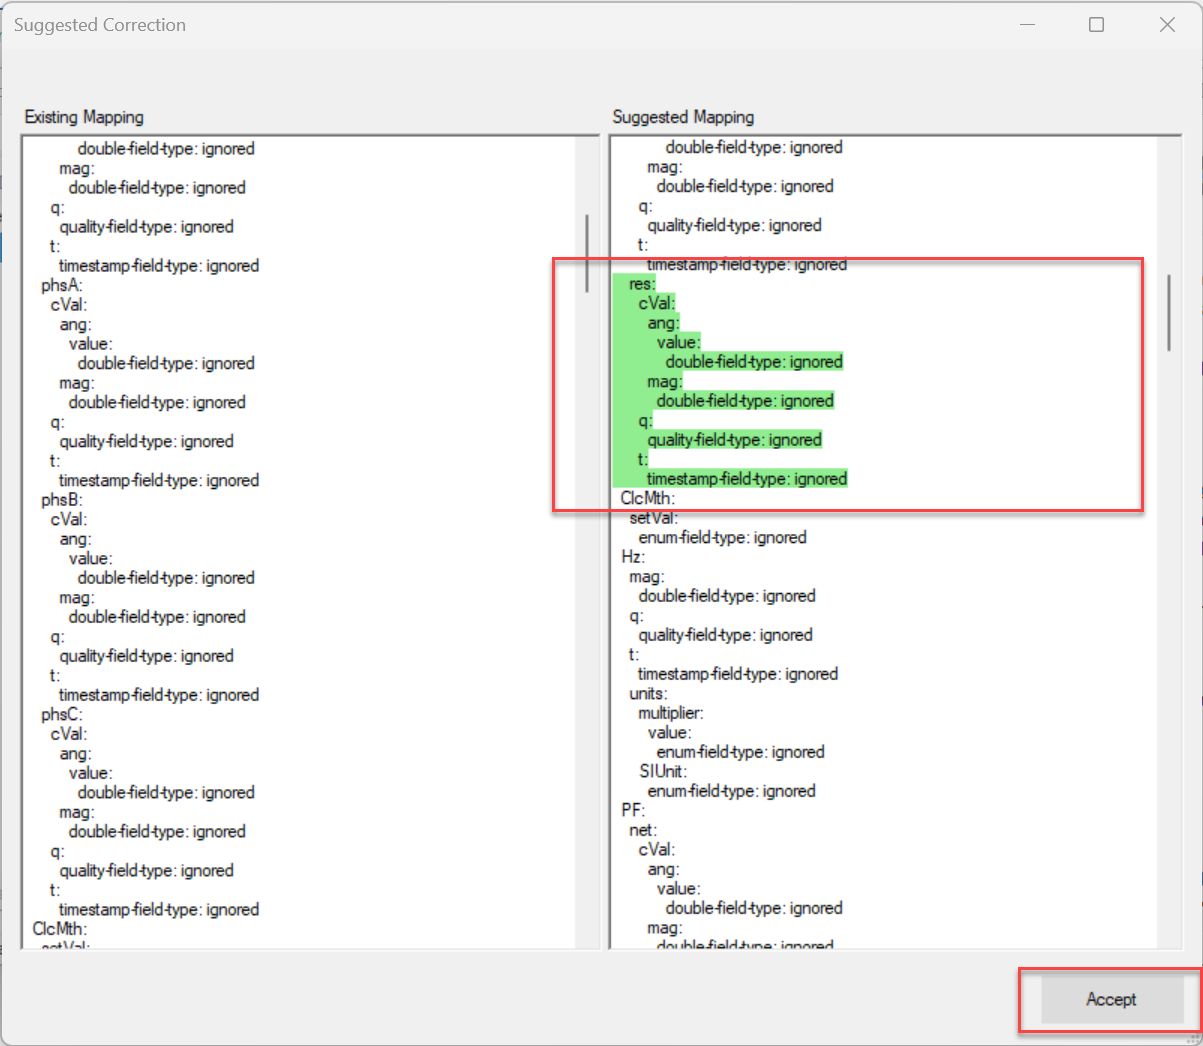 Suggested Correction
Existing Mapping
double-field-type: ignored
mag:
double-field-type: ignored
q:
quality-field-type: ignored
t:
timestamp-field-type: ignored
phsA:
cVal:
ang:
value:
double-field-type: ignored
mag:
double-field-type: ignored
q:
quality-field-type: ignored
t:
timestamp-field-type: ignored
phsB:
cVal:
ang:
value:
double-field-type: ignored
mag:
double-field-type: ignored
q:
quality-field-type: ignored
t:
timestamp-field-type: ignored
phsC:
cVal:
ang:
value:
double-field-type: ignored
mag:
double-field-type: ignored
q:
quality-field-type: ignored
t:
timestamp-field-type: ignored
ClcMth:
setVal:
Suggested Mapping
double-field-type: ignored
mag:
double-field-type: ignored
q:
quality-field-type: ignored
t:
timestamp-field-type: ignored
res:
cVal:
ang:
value:
double-field-type: ignored
mag:
double-field-type: ignored
q:
quality-field-type: ignored
t:
timestamp-field-type: ignored
ClcMth:
setVal:
enum-field-type: ignored
Hz:
mag:
double-field-type: ignored
q:
quality-field-type: ignored
t:
timestamp-field-type: ignored
units:
multiplier:
value:
enum-field-type: ignored
SIUnit:
enum-field-type: ignored
PF:
net:
cVal:
ang:
value:
double-field-type: ignored
mag:
double-field-type: ignored
Accept